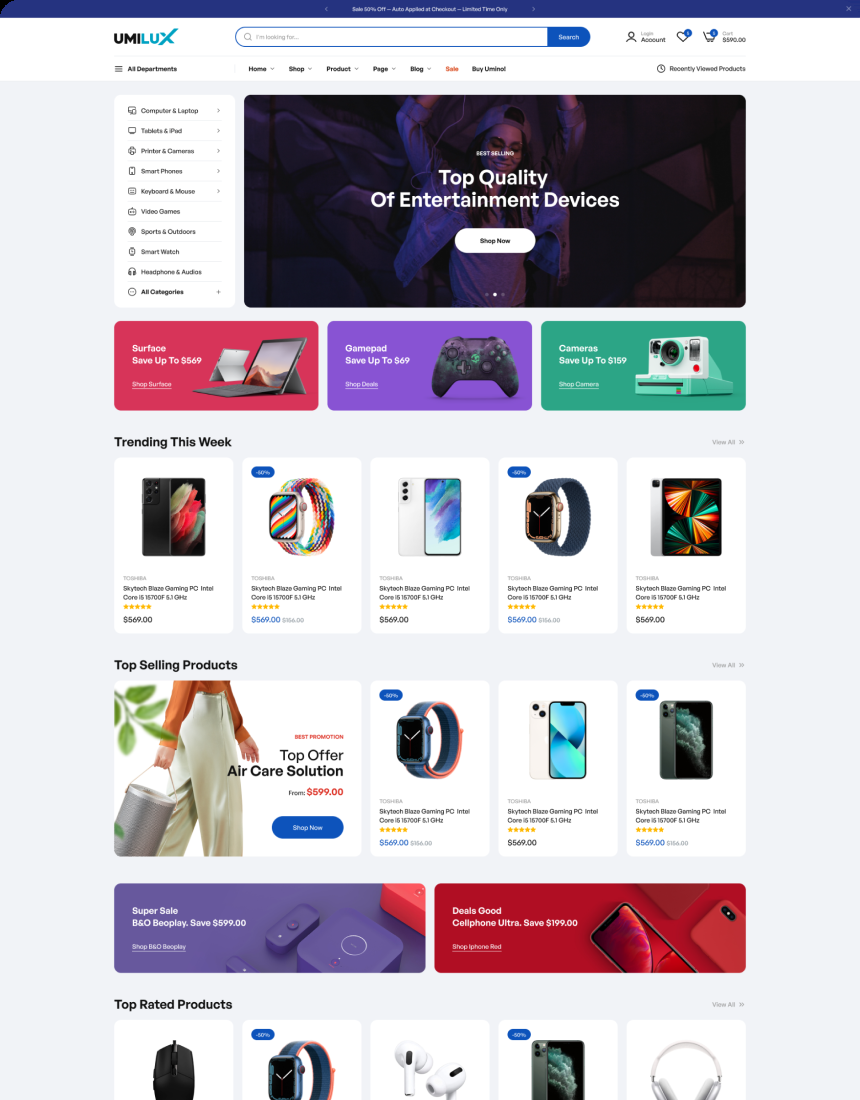 Sale 50% Off — Auto Applied at Checkout — Limited Time Only
UMILUX
I'm looking for...
Search
Login
Account
Cart
$590.00
All Departments
Home
Shop
Product
Page
Blog
Sale
Buy Umino!
Recently Viewed Products
Computer & Laptop
Tablets & iPad
Printer & Cameras
Smart Phones
Keyboard & Mouse
Video Games
Sports & Outdoors
Smart Watch
Headphone & Audios
All Categories
BEST SELLING
Top Quality
Of Entertainment Devices
Shop Now
Surface
Save Up To $569
Shop Surface
Gamepad
Save Up To $69
Shop Deals
Cameras
Save Up To $159
Shop Camera
Trending This Week
View All
TOSHIBA
Skytech Blaze Gaming PC Intel
Core i5 15700F 5.1 GHz
$569.00
-50%
TOSHIBA
Skytech Blaze Gaming PC Intel
Core i5 15700F 5.1 GHz
$569.00 $156.00
TOSHIBA
Skytech Blaze Gaming PC Intel
Core i5 15700F 5.1 GHz
$569.00
-50%
TOSHIBA
Skytech Blaze Gaming PC Intel
Core i5 15700F 5.1 GHz
$569.00 $156.00
TOSHIBA
Skytech Blaze Gaming PC Intel
Core i5 15700F 5.1 GHz
$569.00
Top Selling Products
View All
BEST PROMOTION
Top Offer
Air Care Solution
From: $599.00
Shop Now
-50%
TOSHIBA
Skytech Blaze Gaming PC Intel
Core i5 15700F 5.1 GHz
$569.00 $156.00
TOSHIBA
Skytech Blaze Gaming PC Intel
Core i5 15700F 5.1 GHz
$569.00
-50%
TOSHIBA
Skytech Blaze Gaming PC Intel
Core i5 15700F 5.1 GHz
$569.00 $156.00
Super Sale
B&O Beoplay. Save $599.00
Shop B&O Beoplay
Deals Good
Cellphone Ultra. Save $199.00
Shop Iphone Red
Top Rated Products
View All
-50%
-50%